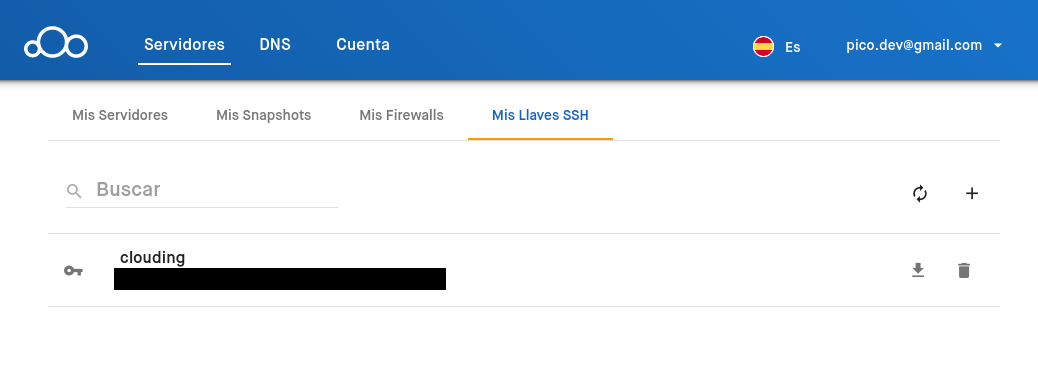 Servidores DNS Cuenta Es pico.dev@gmail.com
Mis Servidores Mis Snapshots Mis Firewalls Mis Llaves SSH
Buscar
clouding